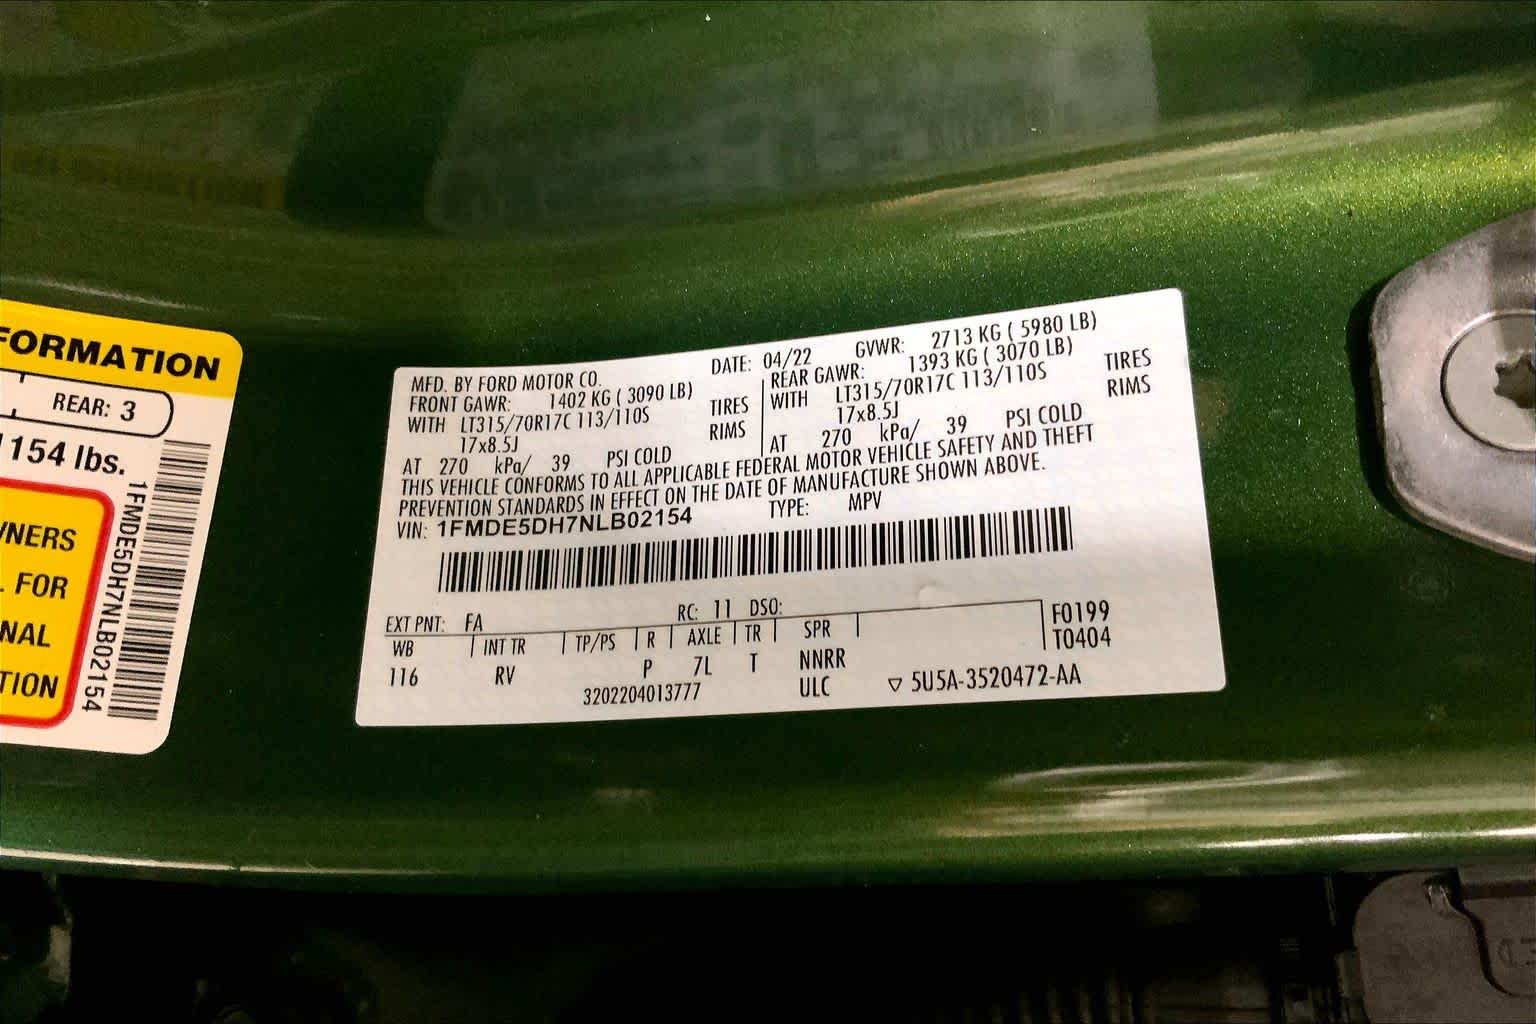 FORMATION
REAR: 3
1154 lbs.
WNERS
FOR
NAL
TION
1FMDE5DH7NLB02154
MFD. BY FORD MOTOR CO.
DATE: 04/22 GVWR: 2713 KG ( 5980 LB)
FRONT GAWR: 1402 KG ( 3090 LB)
WITH LT315/70R17C 113/110S TIRES
17x8.5J RIMS
AT 270 kPa/ 39 PSI COLD
REAR GAWR: 1393 KG ( 3070 LB)
WITH LT315/70R17C 113/110S TIRES
17x8.5J RIMS
AT 270 kPa/ 39 PSI COLD
THIS VEHICLE CONFORMS TO ALL APPLICABLE FEDERAL MOTOR VEHICLE SAFETY AND THEFT
PREVENTION STANDARDS IN EFFECT ON THE DATE OF MANUFACTURE SHOWN ABOVE.
VIN: 1FMDE5DH7NLB02154 TYPE: MPV
EXT PNT: FA RC: 11 DSO:
WB INT TR TP/PS R AXLE TR SPR F0199
116 RV P 7L T NNRR T0404
3202204013777 ULC ▽ 5U5A-3520472-AA